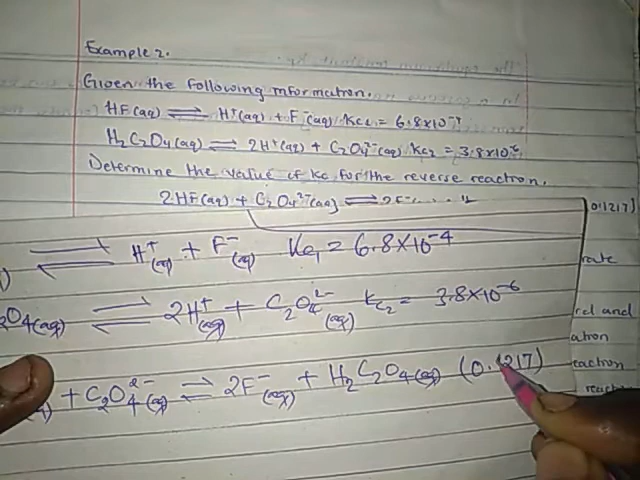 Example 2.
Given the following information.
HF(aq) ⇌ H⁺(aq) + F⁻(aq) Kc₁ = 6.8×10⁻⁴
H₂C₂O₄(aq) ⇌ 2H⁺(aq) + C₂O₄²⁻(aq) Kc₂ = 3.8×10⁻⁶
Determine the value of Kc for the reverse reaction.
2HF(aq) + C₂O₄²⁻(aq) ⇌ 2F⁻
0.1217)
⇌ H⁺(aq) + F⁻(aq) Kc₁ = 6.8×10⁻⁴
rate
₂O₄(aq) ⇌ 2H⁺(aq) + C₂O₄²⁻(aq) Kc₂ = 3.8×10⁻⁶
and
ation
+ C₂O₄²⁻(aq) ⇌ 2F⁻(aq) + H₂C₂O₄(aq) (0.1217)
eaction